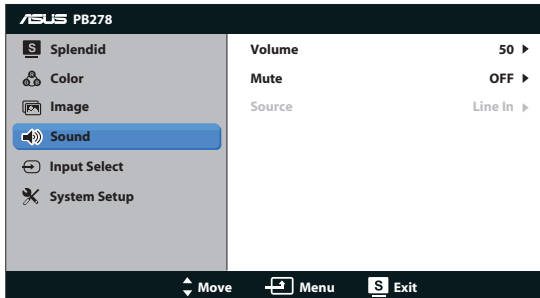 ASUS PB278
S Splendid
Color
Image
Sound
Input Select
System Setup
Volume 50
Mute OFF
Source Line In
Move Menu S Exit